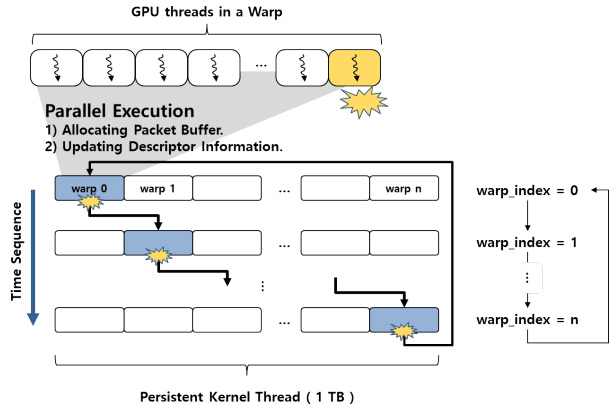 GPU threads in a Warp
...
Parallel Execution
1) Allocating Packet Buffer.
2) Updating Descriptor Information.
warp 0 warp 1 ... warp n
warp_index = 0
Time Sequence
...
warp_index = 1
...
...
...
warp_index = n
Persistent Kernel Thread ( 1 TB )